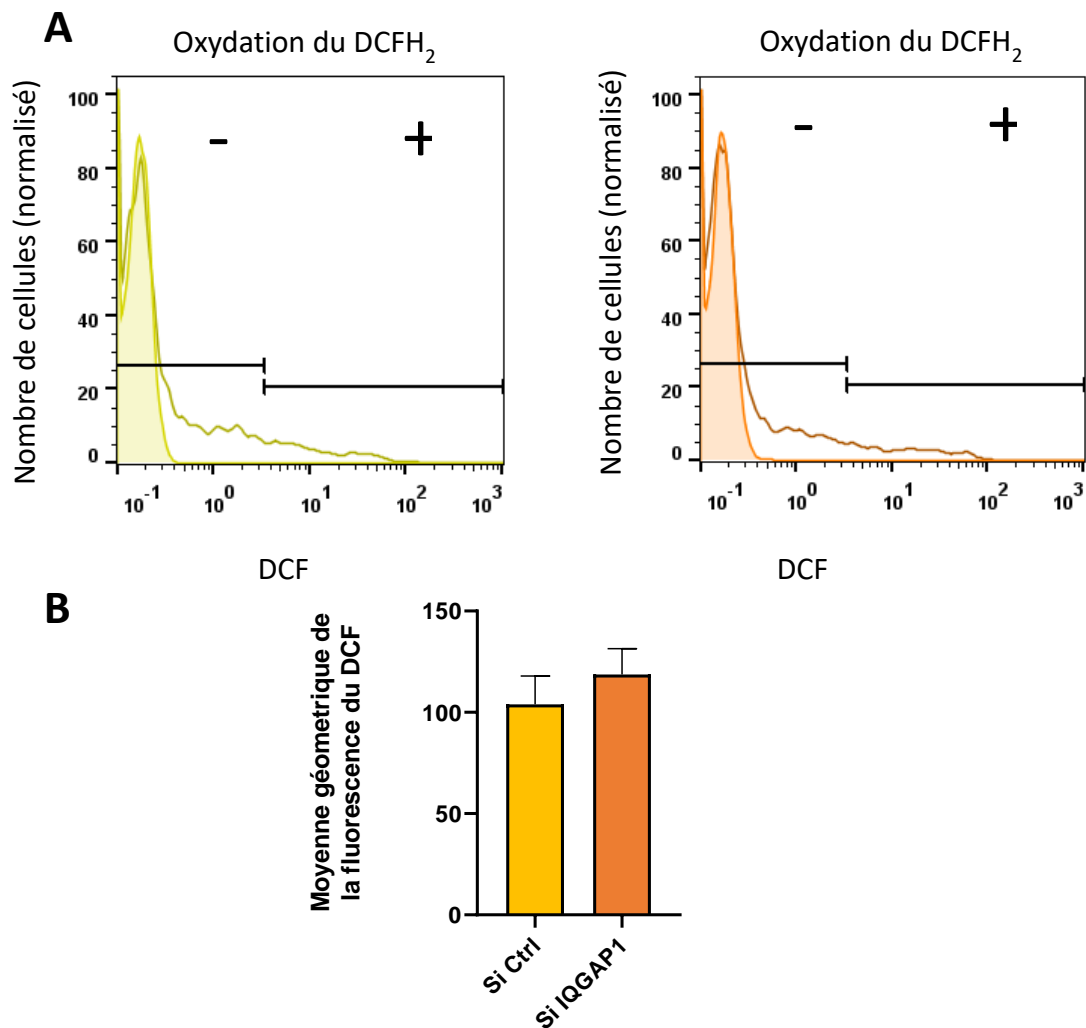 A
Oxydation du DCFH2
Oxydation du DCFH2
Nombre de cellules (normalisé)
100
80
60
40
20
0
-
+
10-1
100
101
102
103
DCF
Nombre de cellules (normalisé)
100
80
60
40
20
0
-
+
10-1
100
101
102
103
DCF
B
Moyenne géometrique de
la fluorescence du DCF
150
100
50
0
Si Ctrl
Si IQGAP1